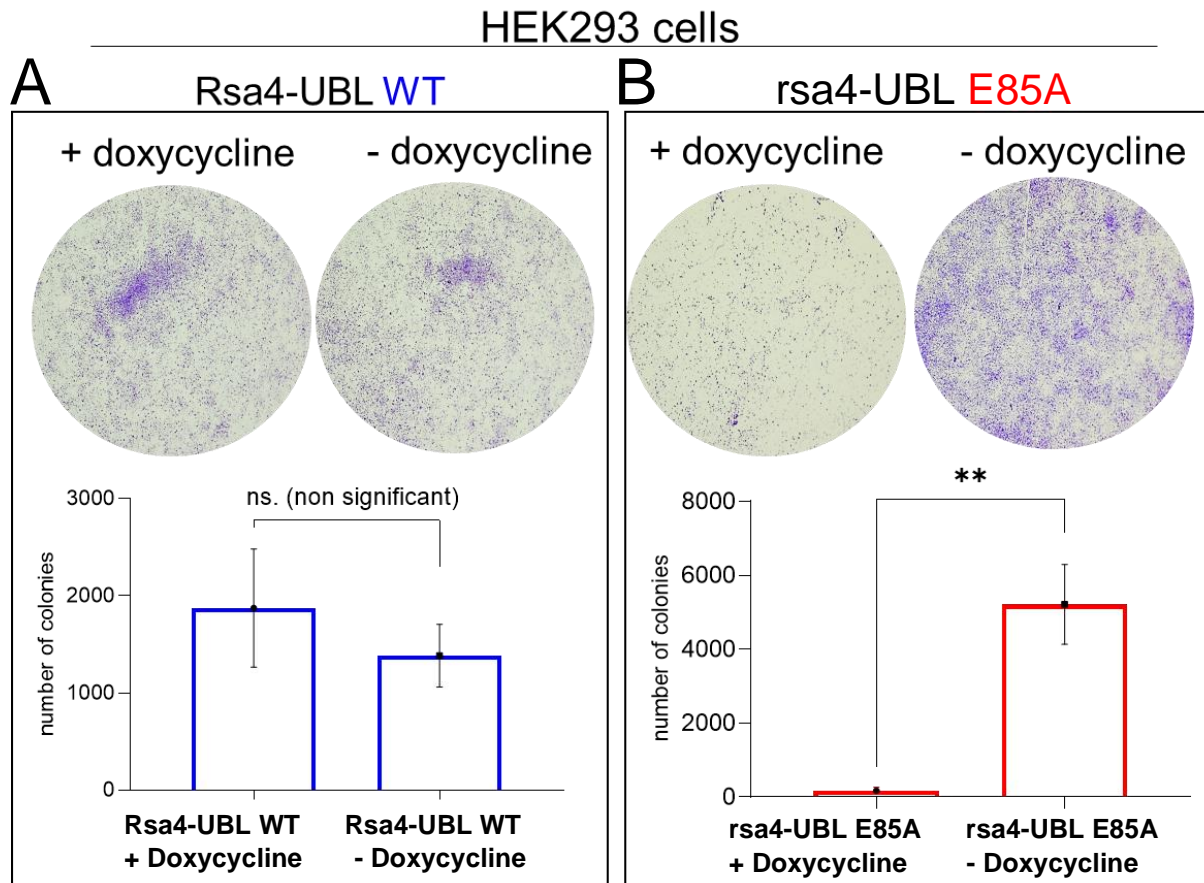 HEK293 cells
A
Rsa4-UBL WT
+ doxycycline
- doxycycline
ns. (non significant)
number of colonies
3000
2000
1000
0
Rsa4-UBL WT
+ Doxycycline
Rsa4-UBL WT
- Doxycycline
B
rsa4-UBL E85A
+ doxycycline
- doxycycline
**
number of colonies
8000
6000
4000
2000
0
rsa4-UBL E85A
+ Doxycycline
rsa4-UBL E85A
- Doxycycline